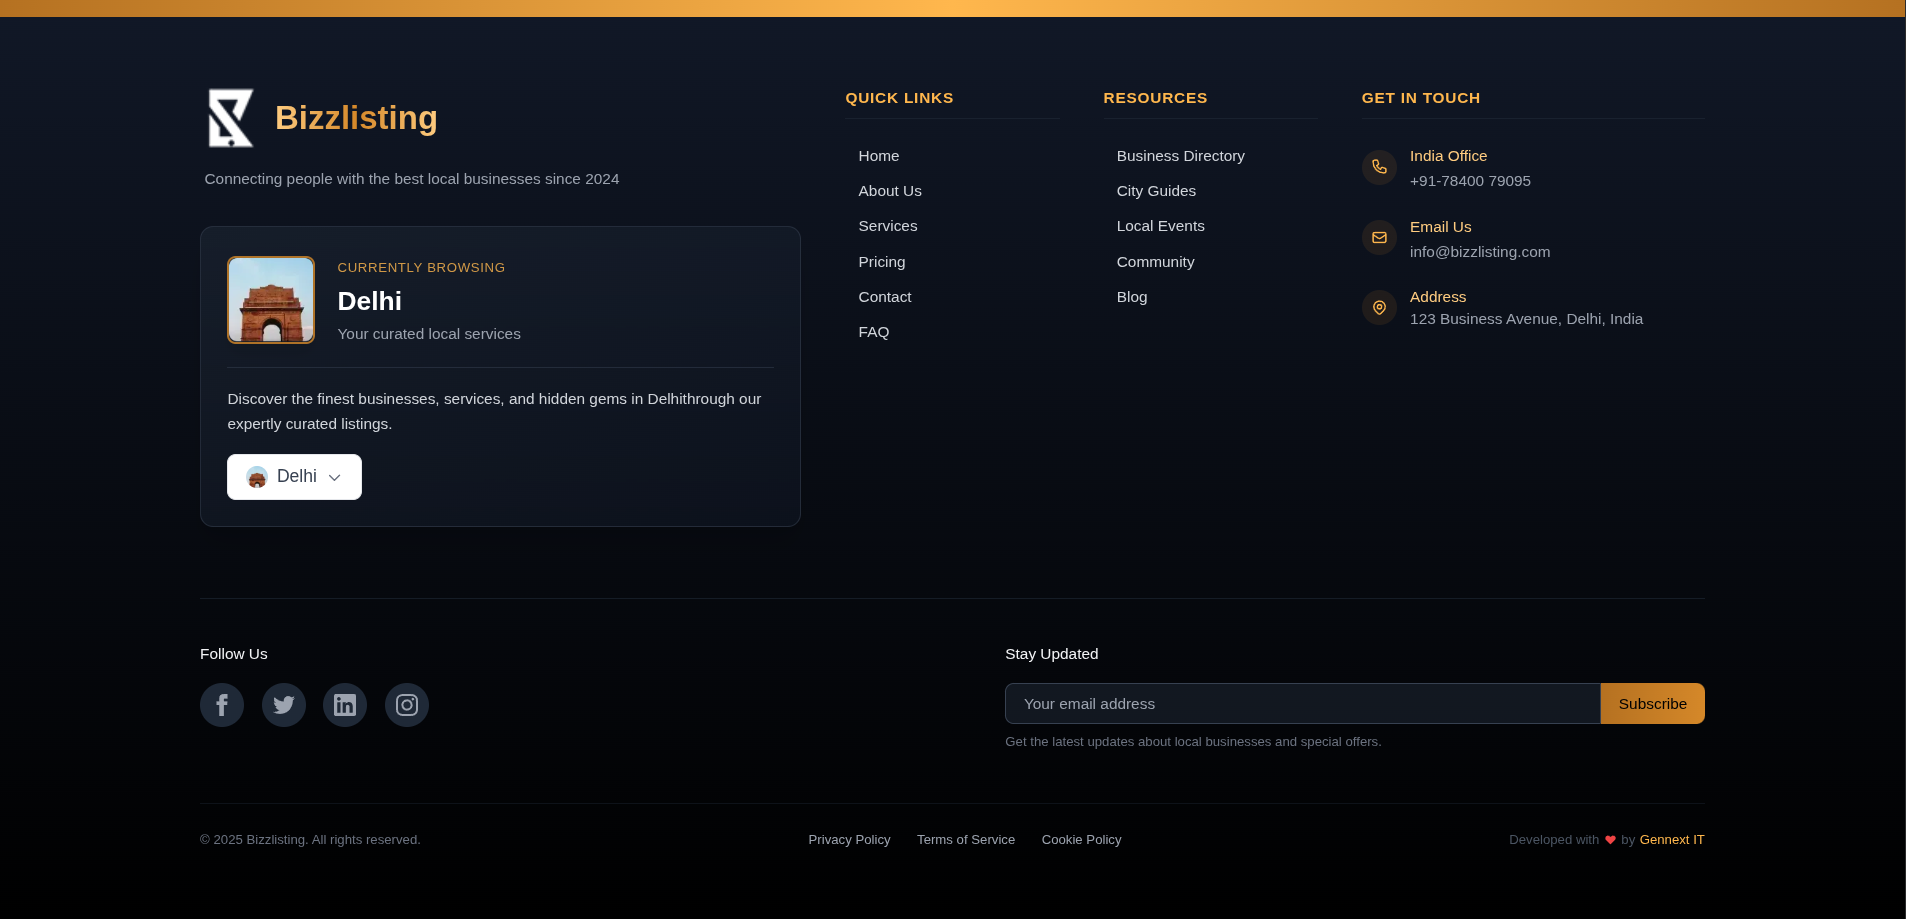 Bizzlisting
Connecting people with the best local businesses since 2024
CURRENTLY BROWSING
Delhi
Your curated local services
Discover the finest businesses, services, and hidden gems in Delhithrough our
expertly curated listings.
Delhi
QUICK LINKS
Home
About Us
Services
Pricing
Contact
FAQ
RESOURCES
Business Directory
City Guides
Local Events
Community
Blog
GET IN TOUCH
India Office
+91-78400 79095
Email Us
info@bizzlisting.com
Address
123 Business Avenue, Delhi, India
Follow Us
Stay Updated
Your email address
Subscribe
Get the latest updates about local businesses and special offers.
© 2025 Bizzlisting. All rights reserved.
Privacy Policy
Terms of Service
Cookie Policy
Developed with ❤ by Gennext IT